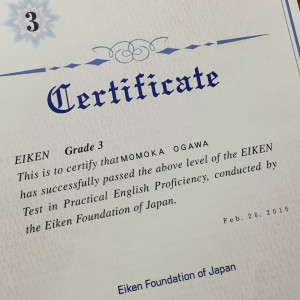 3
Certificate
EIKEN Grade 3
This is to certify that MOMOKA OGAWA
has successfully passed the above level of the EIKEN
Test in Practical English Proficiency, conducted by
the Eiken Foundation of Japan.
Feb. 26, 2016
Eiken Foundation of Japan